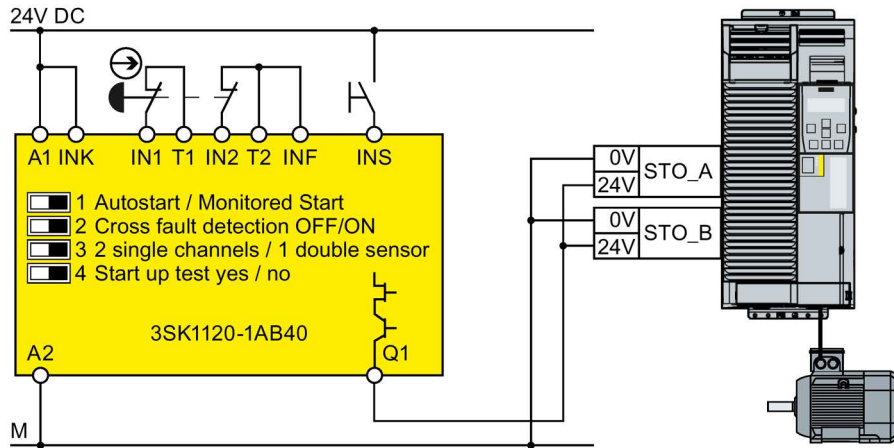 24V DC
A1 INK IN1 T1 IN2 T2 INF INS
1 Autostart / Monitored Start
2 Cross fault detection OFF/ON
3 2 single channels / 1 double sensor
4 Start up test yes / no
3SK1120-1AB40
A2 Q1
M
0V
24V
STO_A
0V
24V
STO_B